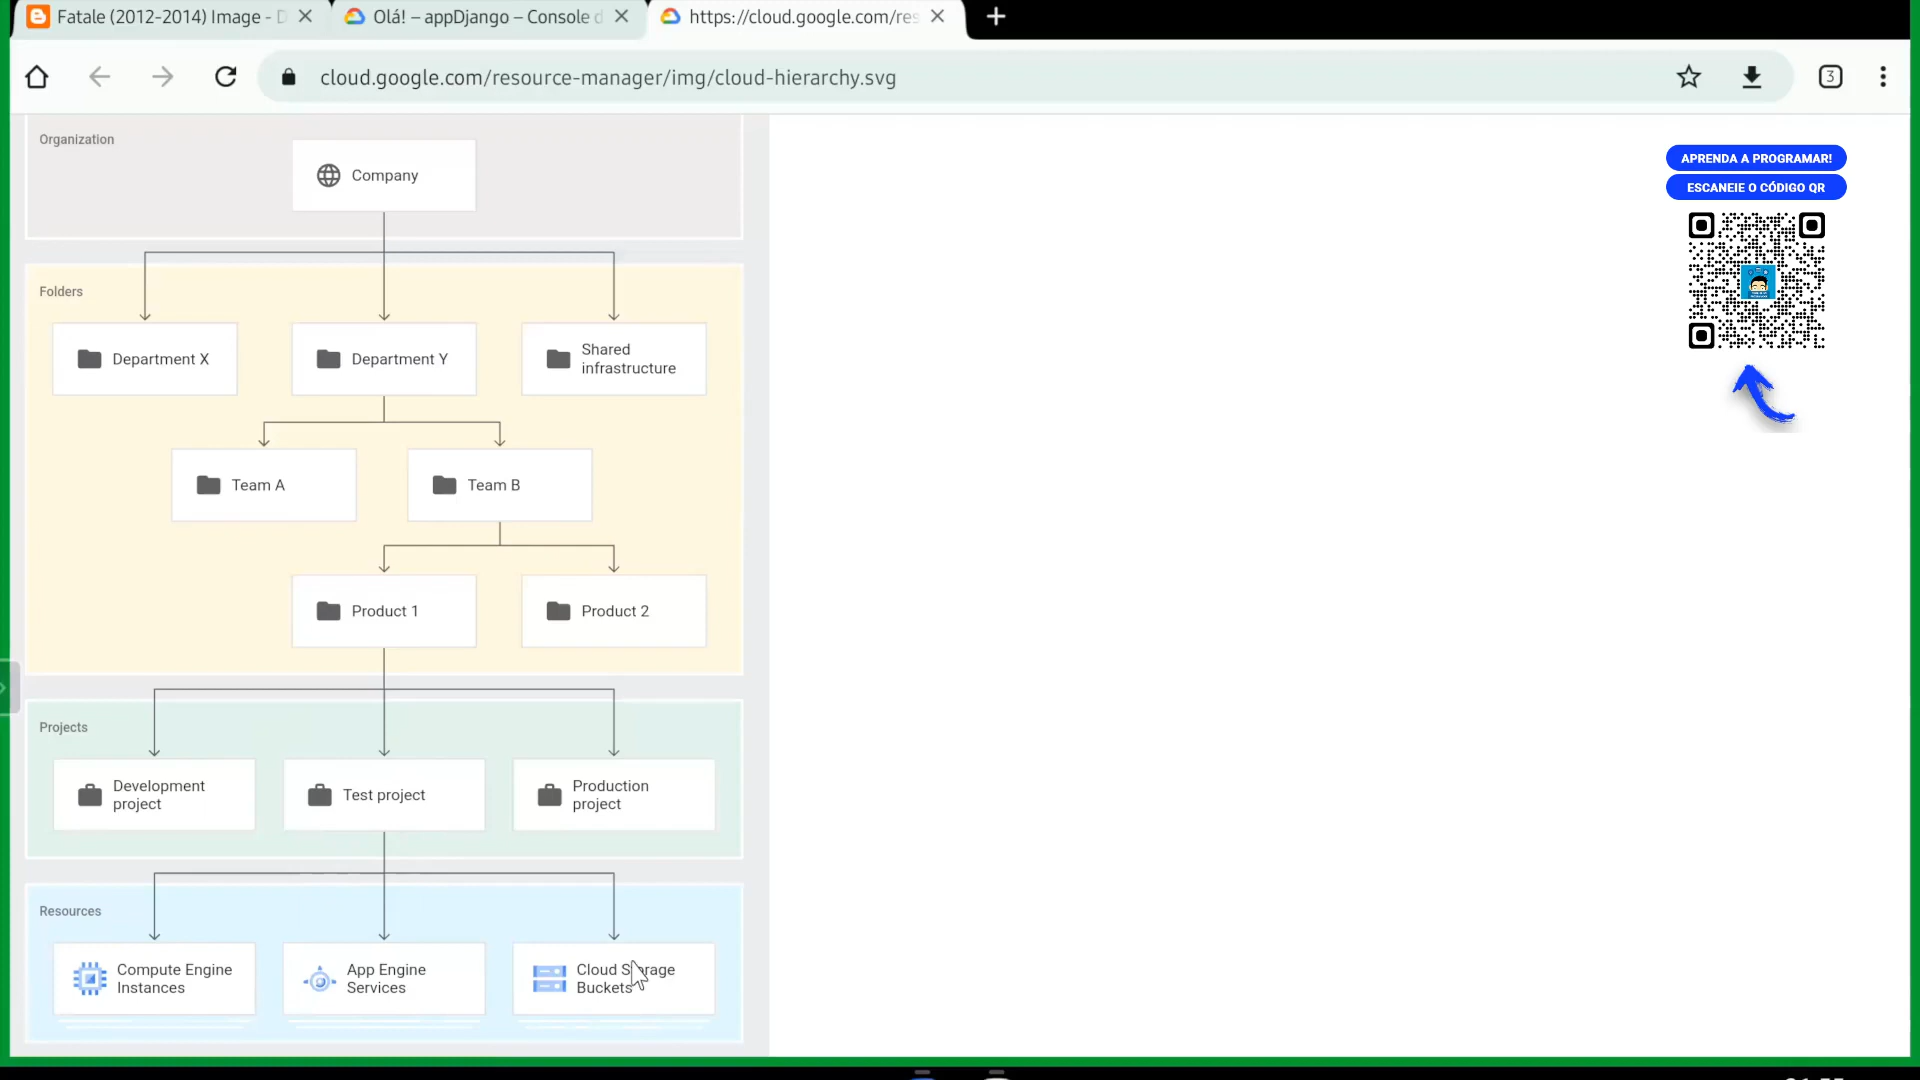 Fatale (2012-2014) Image - D
Olá! – appDjango – Console d
https://cloud.google.com/res
cloud.google.com/resource-manager/img/cloud-hierarchy.svg
3
APRENDA A PROGRAMAR!
ESCANEIE O CÓDIGO QR
Organization
Company
Folders
Department X
Department Y
Shared
infrastructure
Team A
Team B
Product 1
Product 2
Projects
Development
project
Test project
Production
project
Resources
Compute Engine
Instances
App Engine
Services
Cloud Storage
Buckets